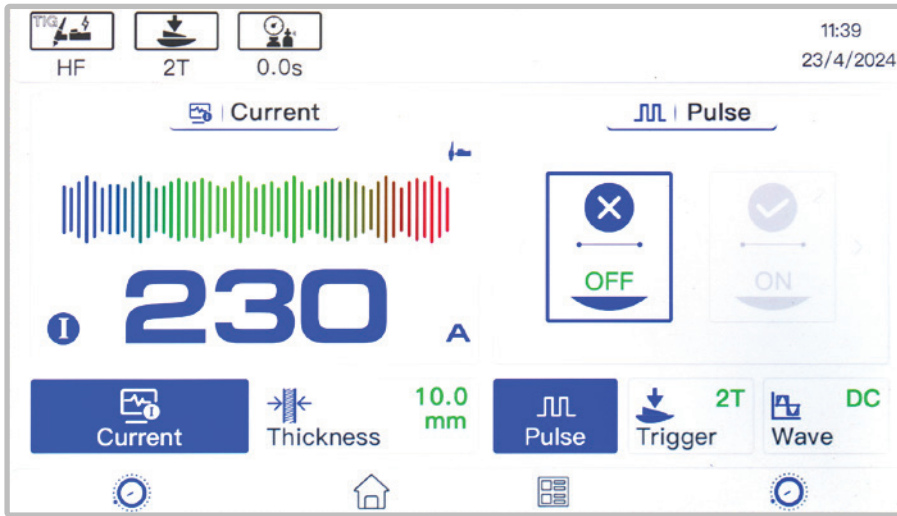 TIG
HF
2T
0.0s
11:39
23/4/2024
Current
Pulse
230
A
OFF
ON
Current
Thickness
10.0
mm
Pulse
Trigger
2T
Wave
DC